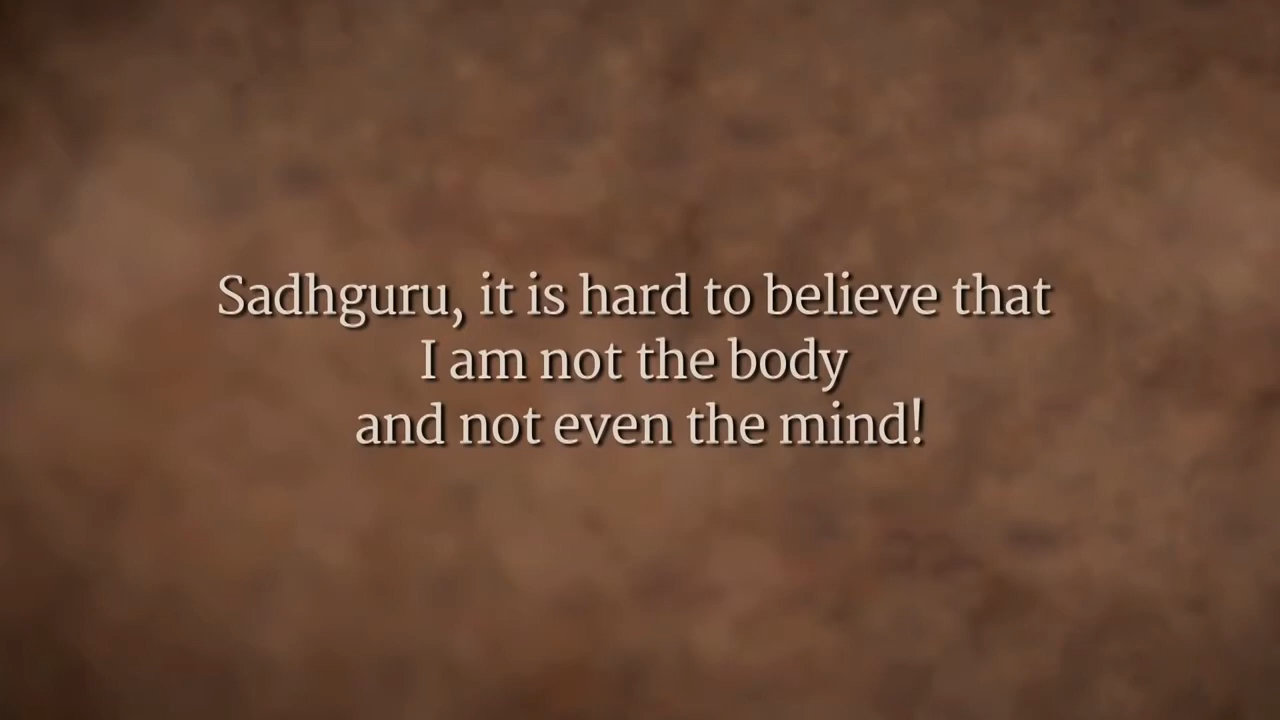 Sadhguru, it is hard to believe that
I am not the body
and not even the mind!